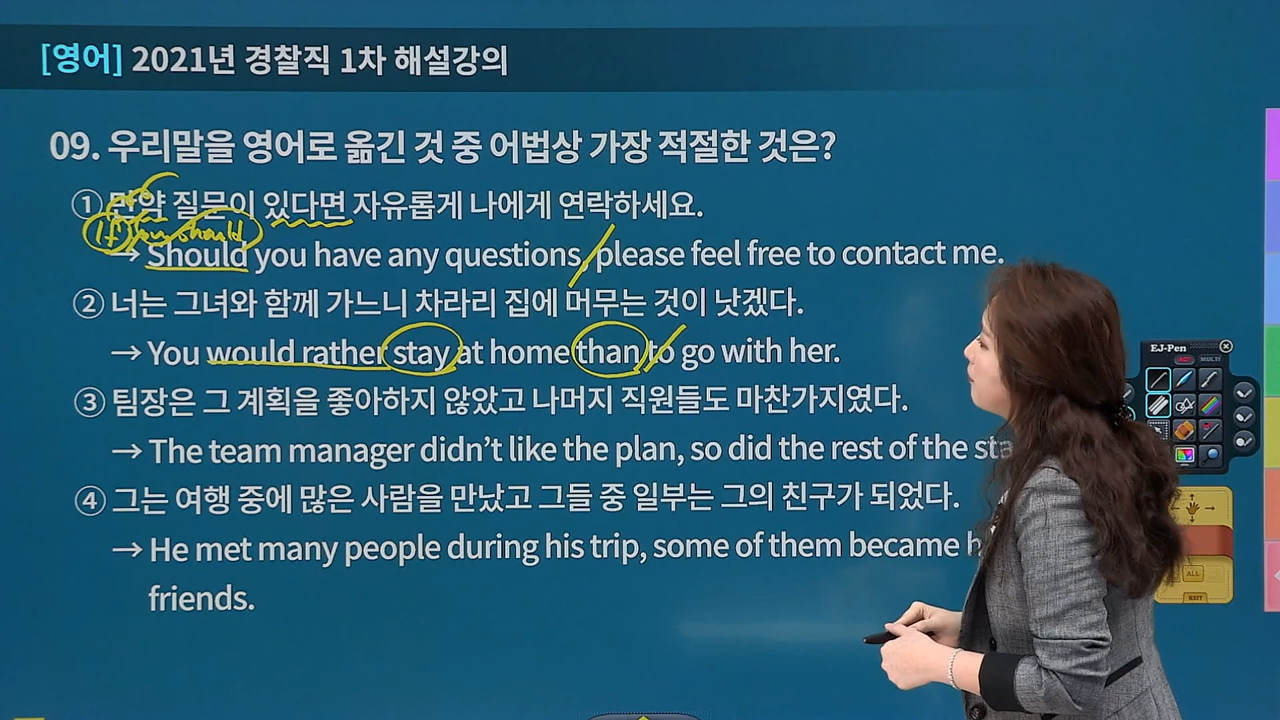 [영어] 2021년 경찰직 1차 해설강의
09. 우리말을 영어로 옮긴 것 중 어법상 가장 적절한 것은?
① 만약 질문이 있다면 자유롭게 나에게 연락하세요.
If you should
→ Should you have any questions, please feel free to contact me.
② 너는 그녀와 함께 가느니 차라리 집에 머무는 것이 낫겠다.
→ You would rather stay at home than to go with her.
③ 팀장은 그 계획을 좋아하지 않았고 나머지 직원들도 마찬가지였다.
→ The team manager didn't like the plan, so did the rest of the
④ 그는 여행 중에 많은 사람을 만났고 그들 중 일부는 그의 친구가 되었다.
→ He met many people during his trip, some of them became
friends.
EJ-Pen
MULTI
ALL
EXIT